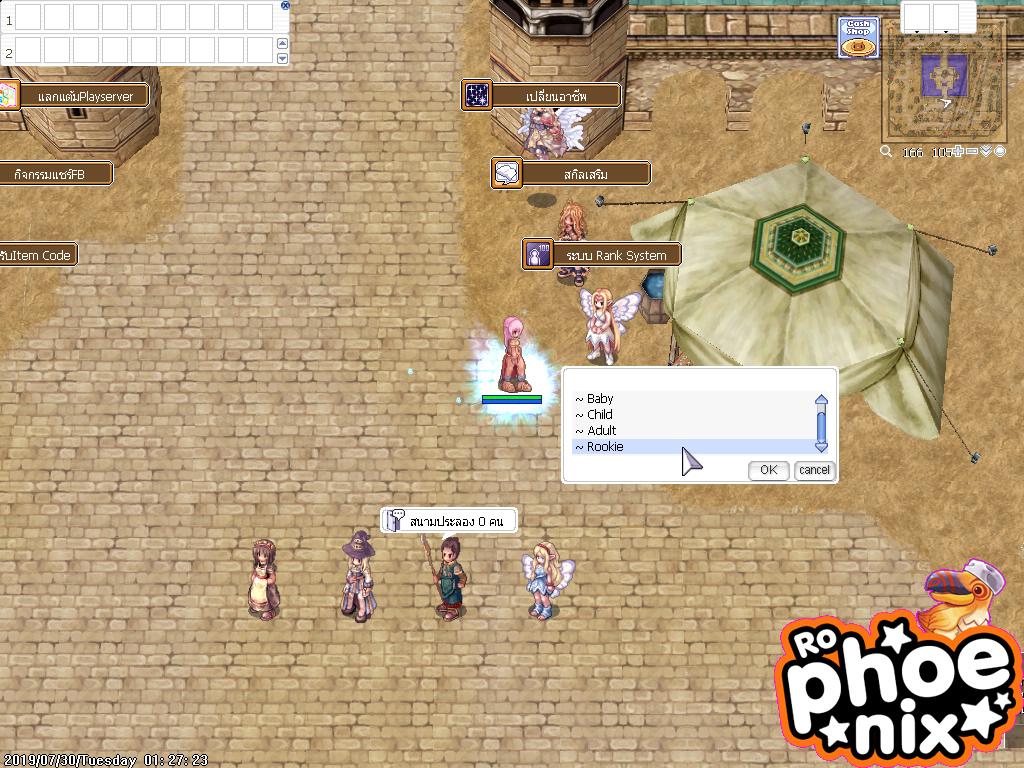 1
2
Cash
Shop
แลกแต้มPlayserver
เปลี่ยนอาชีพ
166 105
กิจกรรมแชร์FB
สกิลเสริม
รับItem Code
ระบบ Rank System
~ Baby
~ Child
~ Adult
~ Rookie
OK
cancel
สนามประลอง 0 คน
RO
phoe
nix
2019/07/30/Tuesday 01:27:23